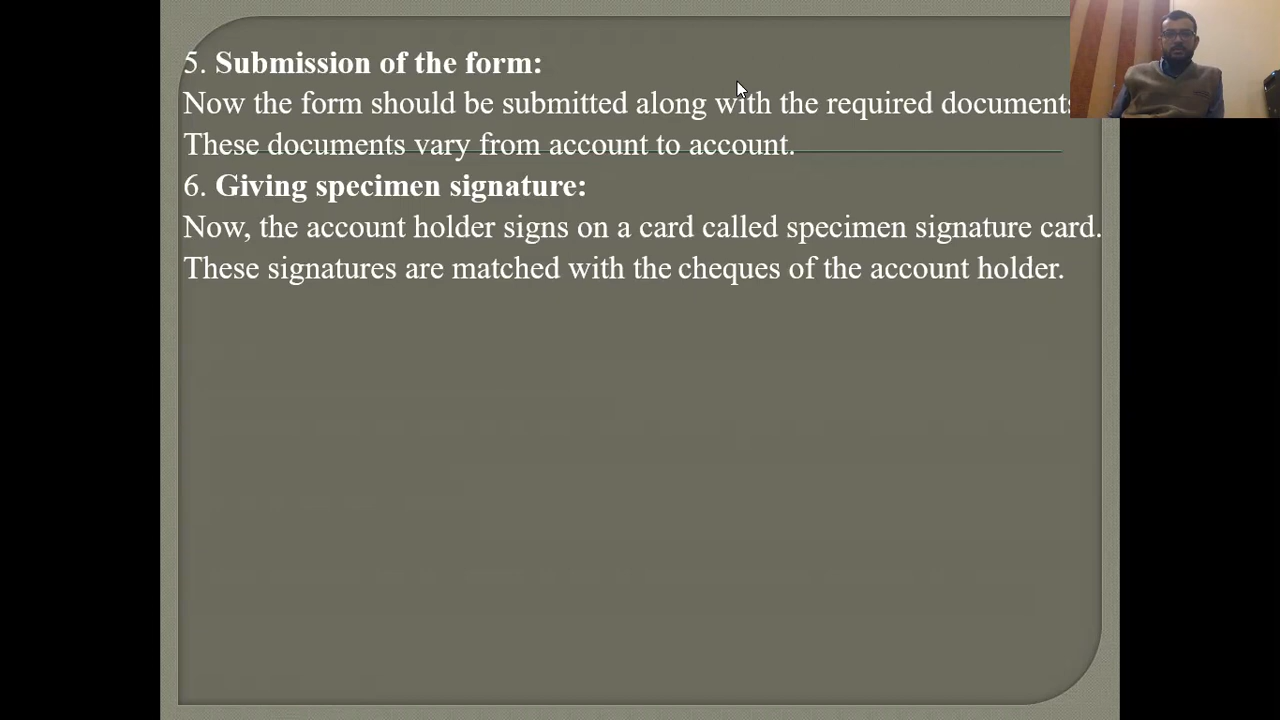 5. Submission of the form:
Now the form should be submitted along with the required documents
These documents vary from account to account.
6. Giving specimen signature:
Now, the account holder signs on a card called specimen signature card.
These signatures are matched with the cheques of the account holder.